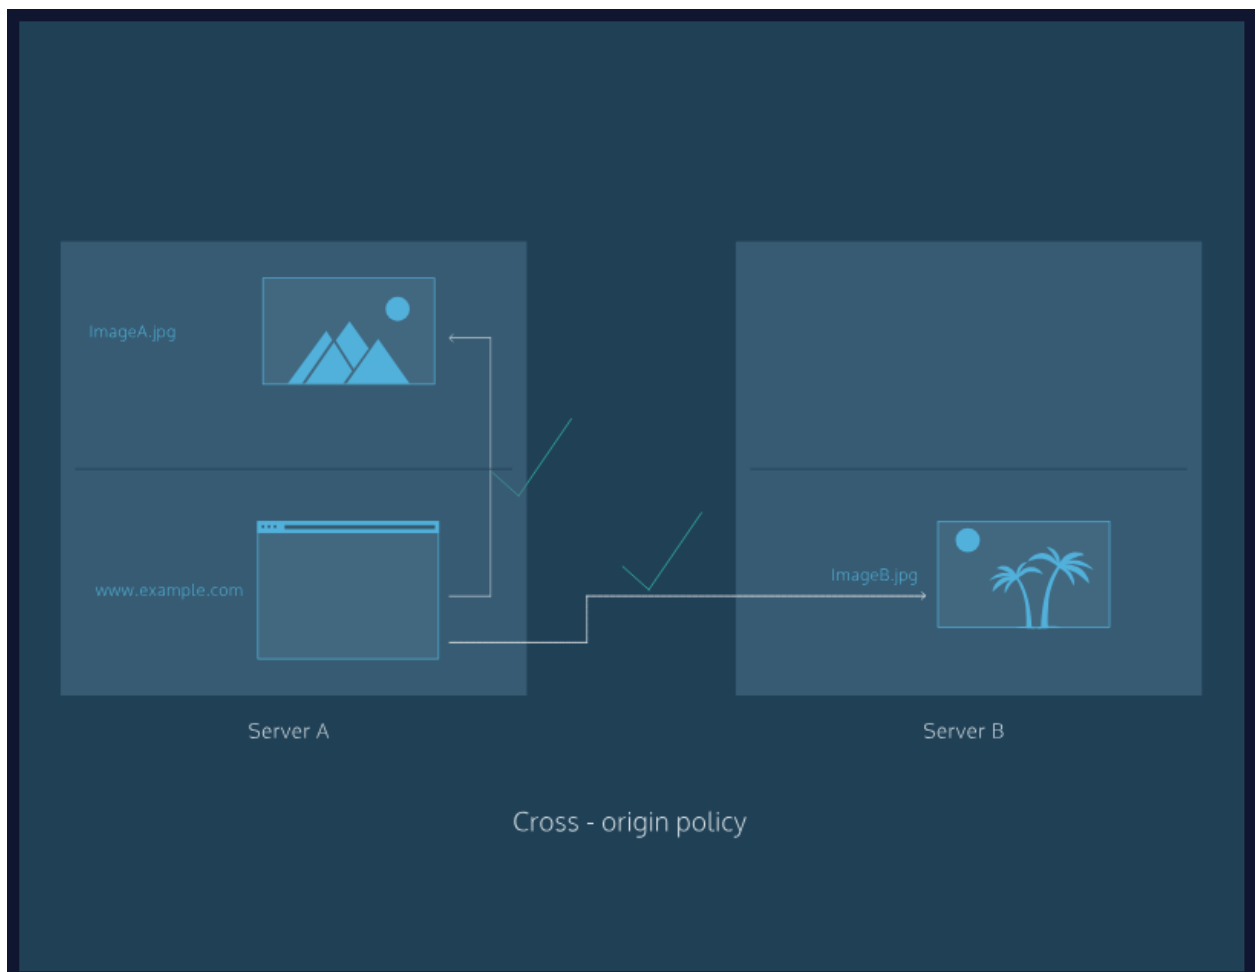 ImageA.jpg
www.example.com
ImageB.jpg
Server A
Server B
Cross - origin policy